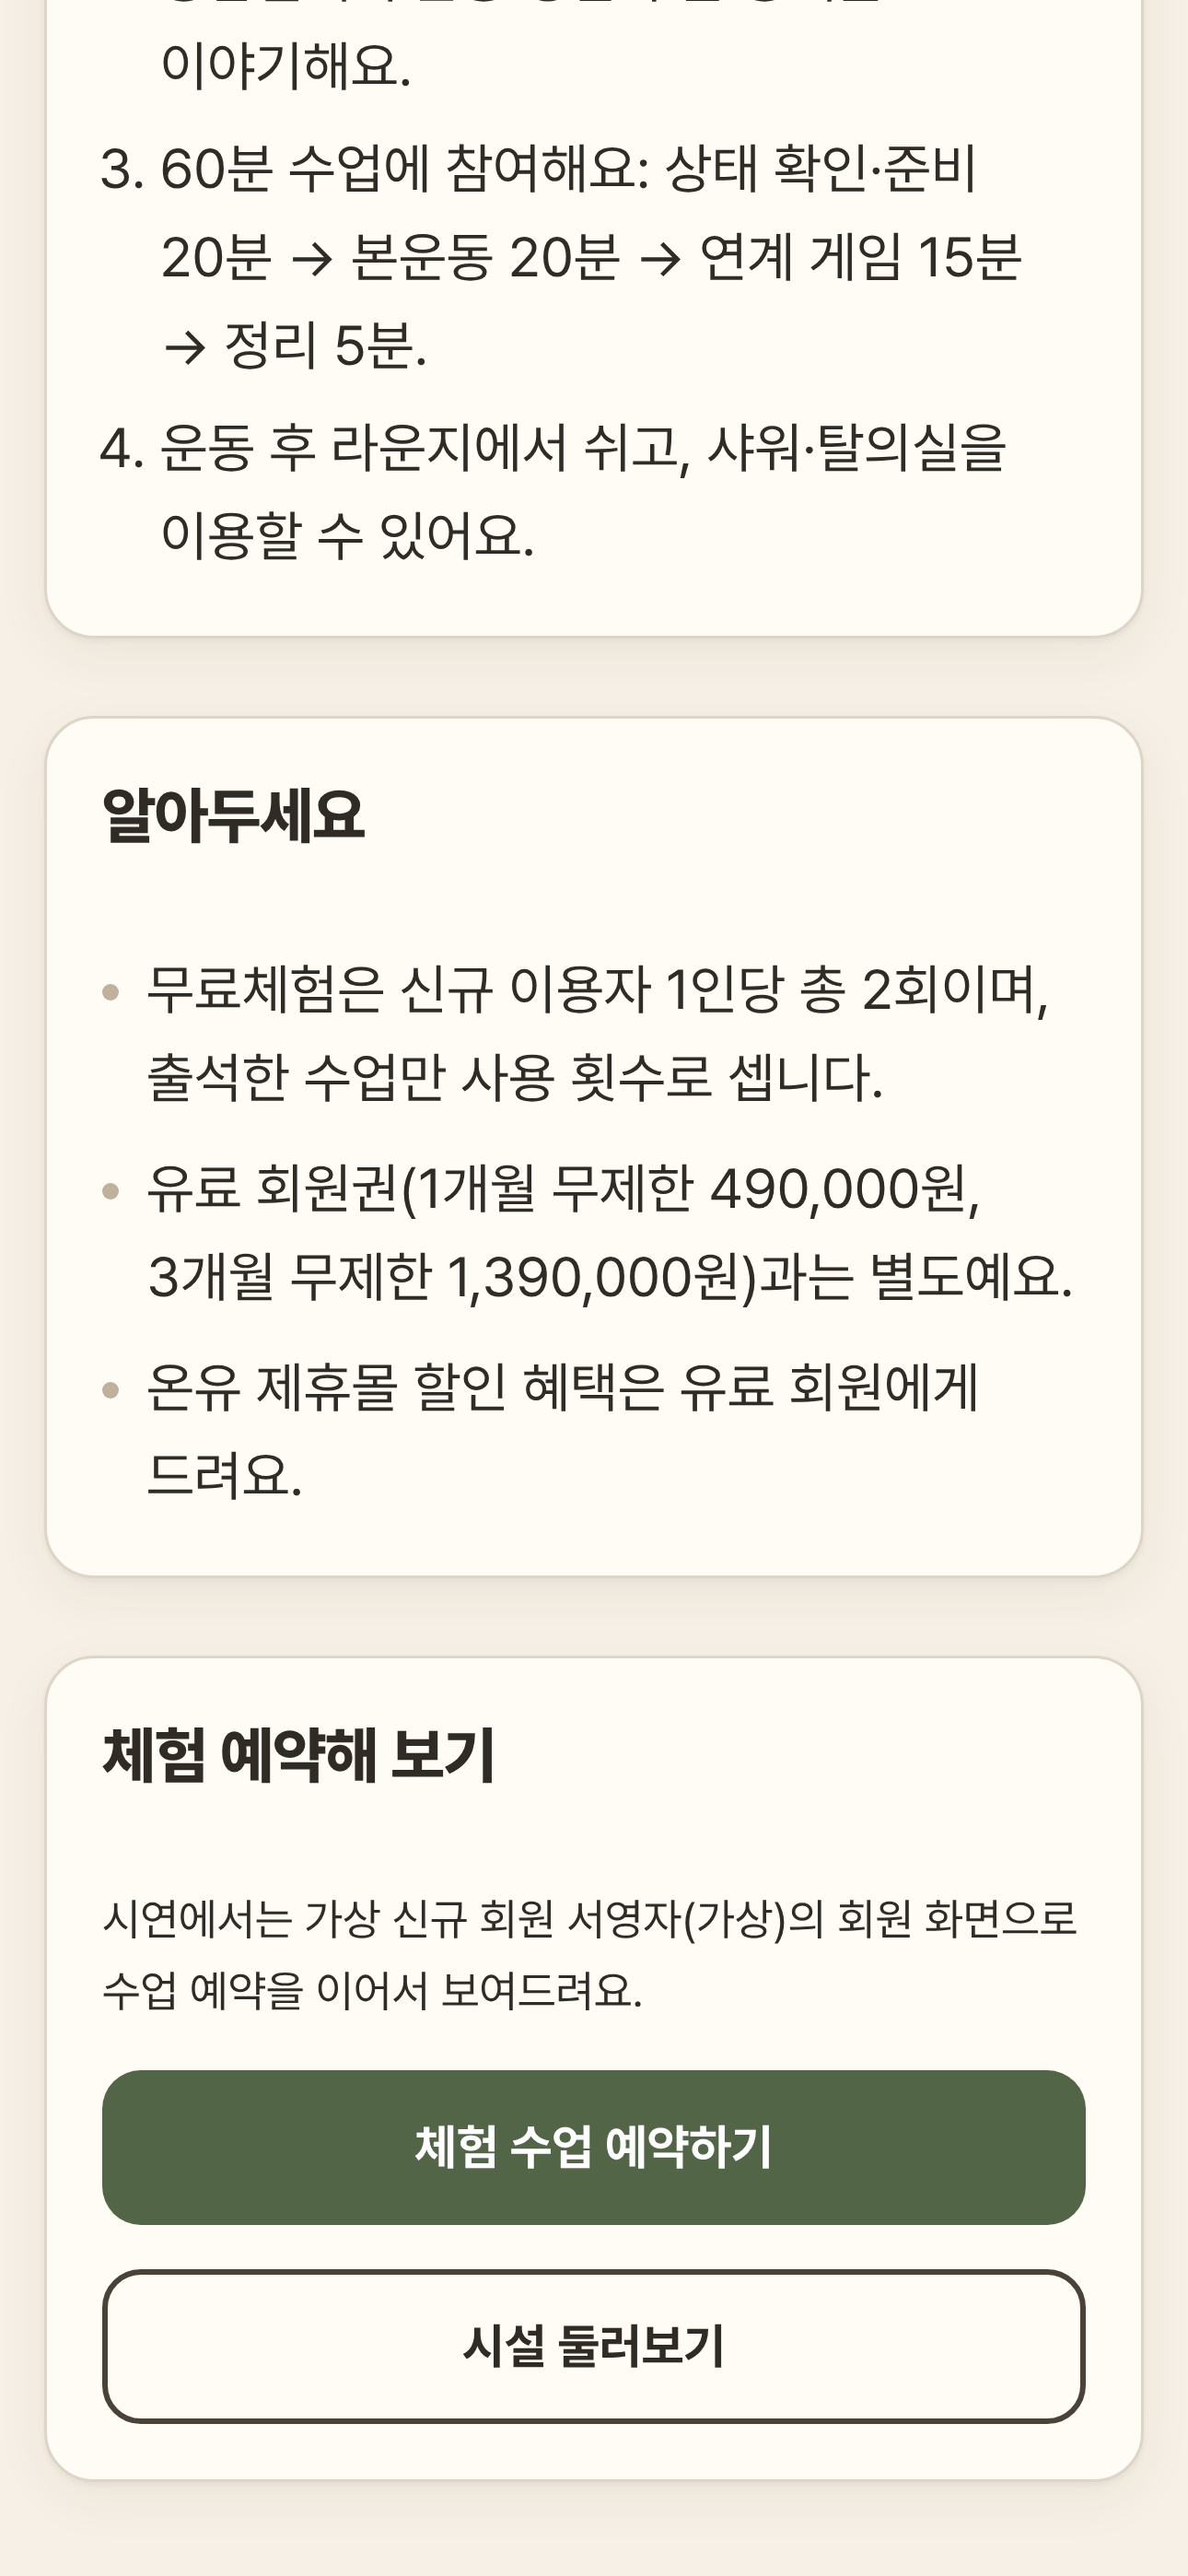 이야기해요.
3. 60분 수업에 참여해요: 상태 확인·준비
20분 → 본운동 20분 → 연계 게임 15분
→ 정리 5분.
4. 운동 후 라운지에서 쉬고, 샤워·탈의실을
이용할 수 있어요.
알아두세요
• 무료체험은 신규 이용자 1인당 총 2회이며,
출석한 수업만 사용 횟수로 셉니다.
• 유료 회원권(1개월 무제한 490,000원,
3개월 무제한 1,390,000원)과는 별도예요.
• 온유 제휴몰 할인 혜택은 유료 회원에게
드려요.
체험 예약해 보기
시연에서는 가상 신규 회원 서영자(가상)의 회원 화면으로
수업 예약을 이어서 보여드려요.
체험 수업 예약하기
시설 둘러보기